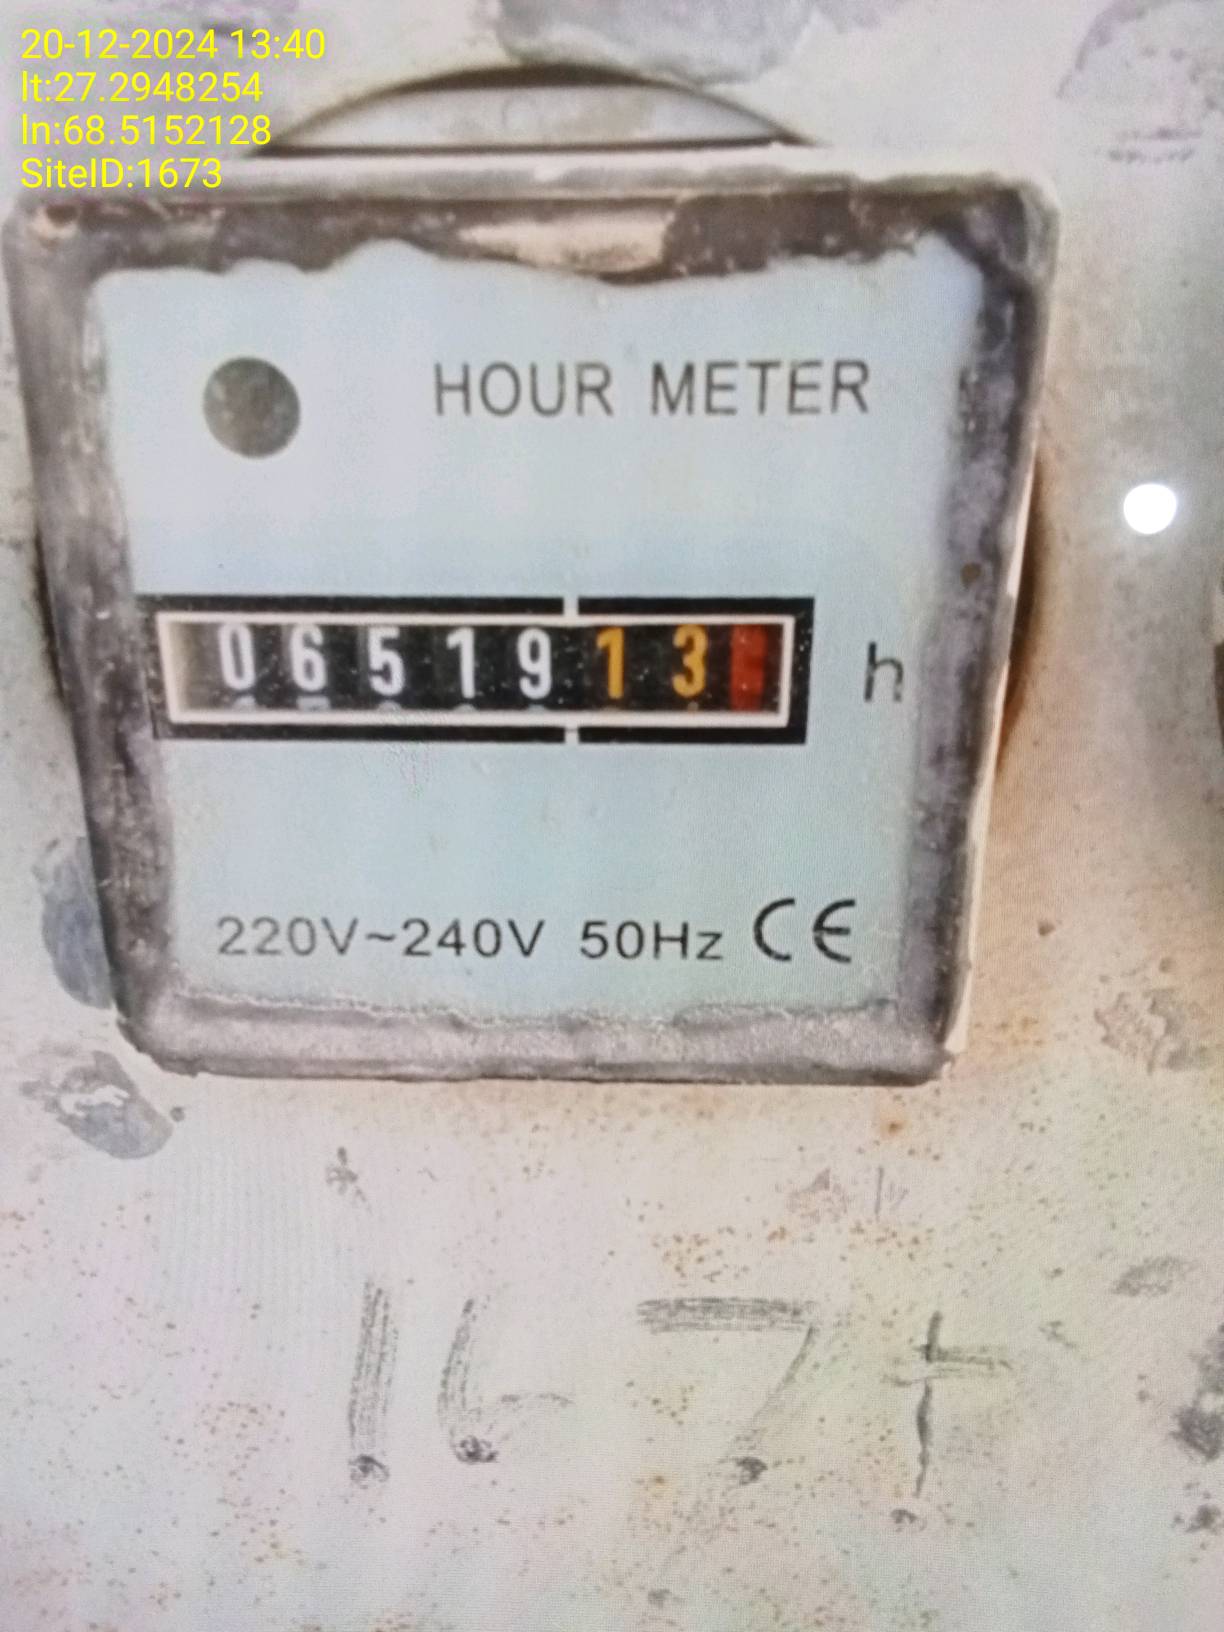 20-12-2024 13:40
lt:27.2948254
ln:68.5152128
SiteID:1673
HOUR METER
0651913 h
220V~240V 50Hz CE